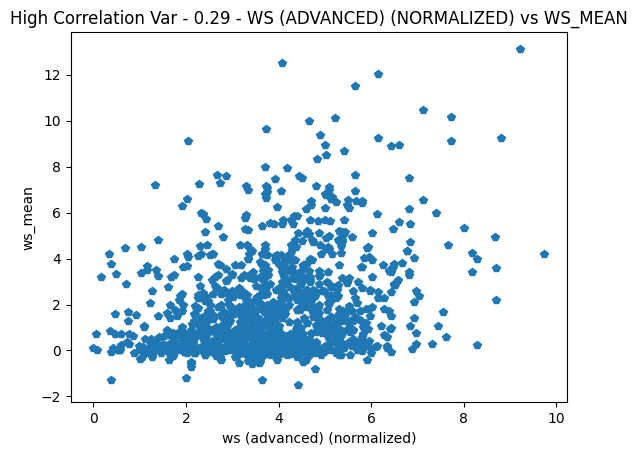 High Correlation Var - 0.29 - WS (ADVANCED) (NORMALIZED) vs WS_MEAN
12
10
8
6
4
2
0
−2
ws_mean
0 2 4 6 8 10
ws (advanced) (normalized)